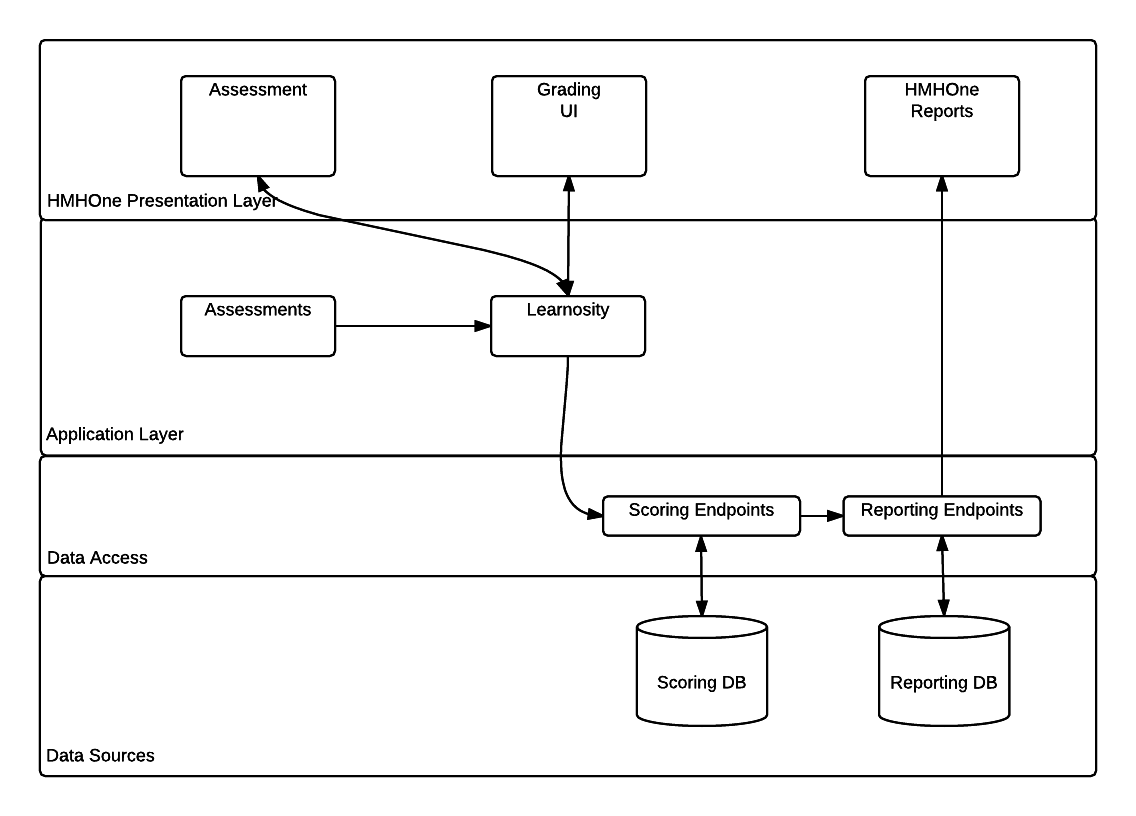 Assessment
Grading
UI
HMHOne
Reports
HMHOne Presentation Layer
Assessments
Learnosity
Application Layer
Scoring Endpoints
Reporting Endpoints
Data Access
Scoring DB
Reporting DB
Data Sources